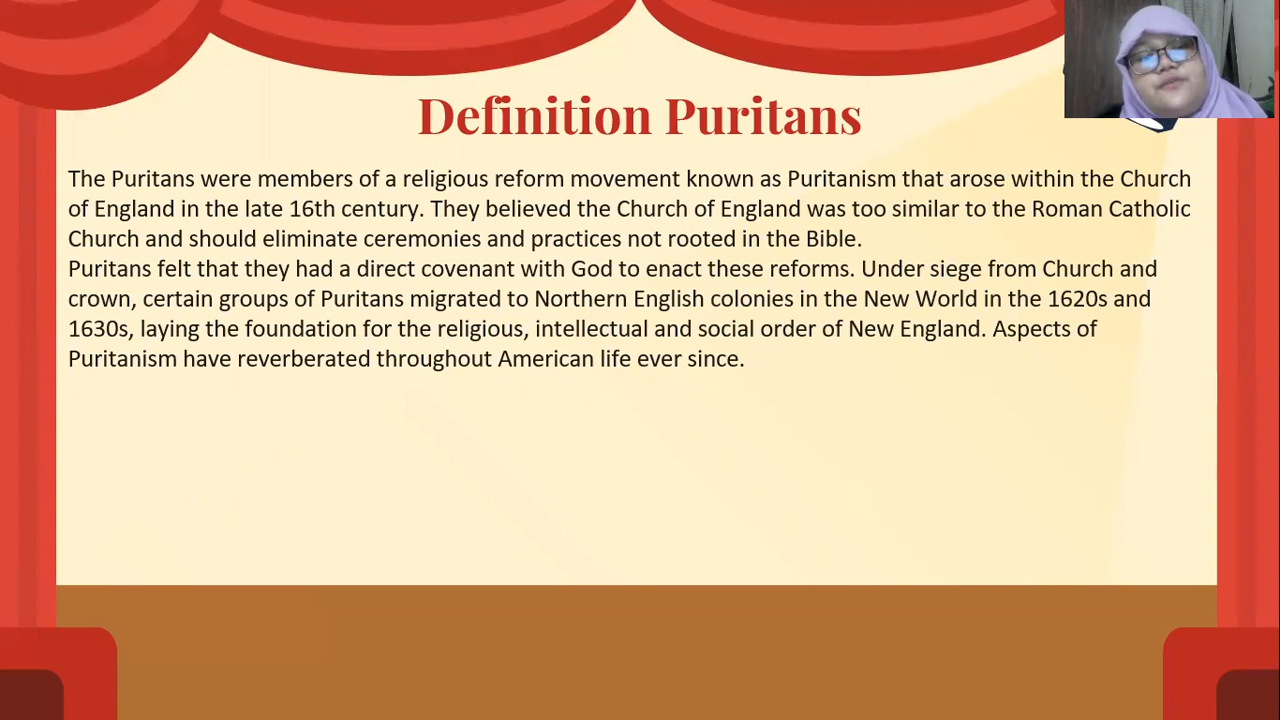 Definition Puritans
The Puritans were members of a religious reform movement known as Puritanism that arose within the Church
of England in the late 16th century. They believed the Church of England was too similar to the Roman Catholic
Church and should eliminate ceremonies and practices not rooted in the Bible.
Puritans felt that they had a direct covenant with God to enact these reforms. Under siege from Church and
crown, certain groups of Puritans migrated to Northern English colonies in the New World in the 1620s and
1630s, laying the foundation for the religious, intellectual and social order of New England. Aspects of
Puritanism have reverberated throughout American life ever since.